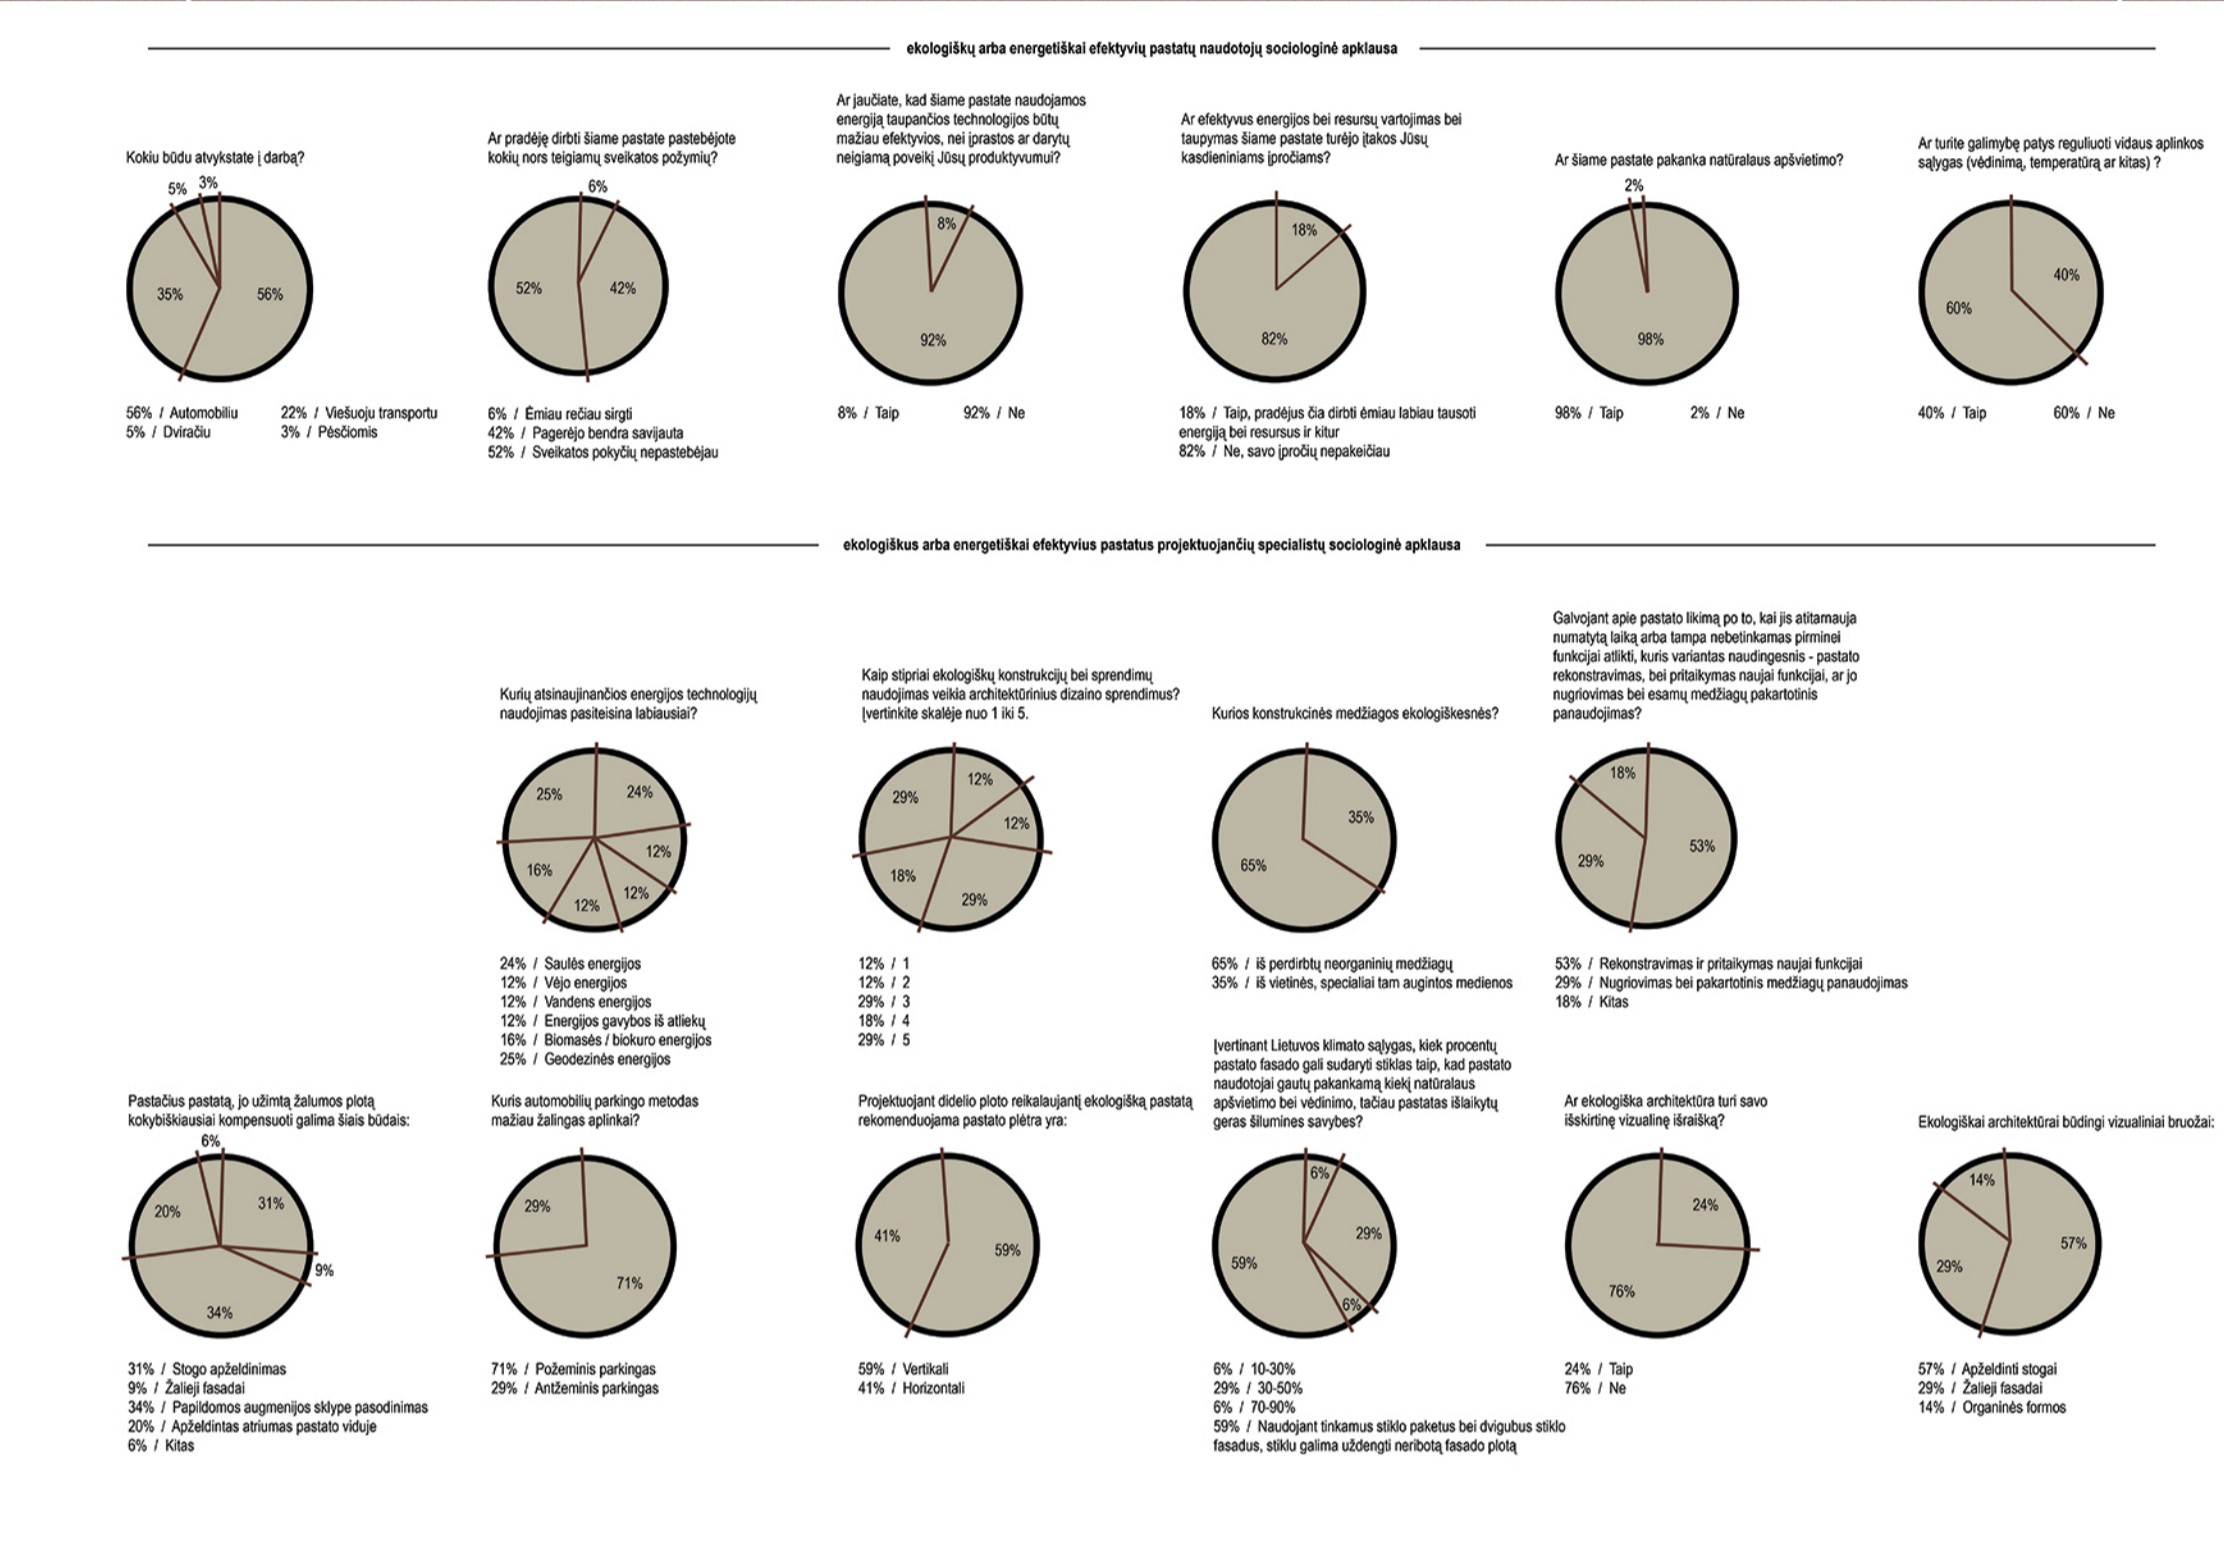 ekologiškų arba energetiškai efektyvių pastatų naudotojų sociologinė apklausa
Kokiu būdu atvykstate į darbą?
5%
3%
35%
56%
56% / Automobiliu
22% / Viešuoju transportu
5% / Dviračiu
3% / Pėsčiomis
Ar pradėję dirbti šiame pastate pastebėjote
kokių nors teigiamų sveikatos požymių?
6%
52%
42%
6% / Ėmiau rečiau sirgti
42% / Pagerėjo bendra savijauta
52% / Sveikatos pokyčių nepastebėjau
Ar jaučiate, kad šiame pastate naudojamos
energiją taupančios technologijos būtų
mažiau efektyvios, nei įprastos ar darytų
neigiamą poveikį Jūsų produktyvumui?
8%
92%
8% / Taip
92% / Ne
Ar efektyvus energijos bei resursų vartojimas bei
taupymas šiame pastate turėjo įtakos Jūsų
kasdieniniams įpročiams?
18%
82%
18% / Taip, pradėjus čia dirbti ėmiau labiau tausoti
energiją bei resursus ir kitur
82% / Ne, savo įpročių nepakeičiau
Ar šiame pastate pakanka natūralaus apšvietimo?
2%
98%
98% / Taip
2% / Ne
Ar turite galimybę patys reguliuoti vidaus aplinkos
sąlygas (vėdinimą, temperatūrą ar kitas) ?
40%
60%
40% / Taip
60% / Ne
ekologiškus arba energetiškai efektyvius pastatus projektuojančių specialistų sociologinė apklausa
Kurių atsinaujinančios energijos technologijų
naudojimas pasiteisina labiausiai?
25%
24%
12%
16%
12%
12%
24% / Saulės energijos
12% / Vėjo energijos
12% / Vandens energijos
12% / Energijos gavybos iš atliekų
16% / Biomasės / biokuro energijos
25% / Geodezinės energijos
Kaip stipriai ekologiškų konstrukcijų bei sprendimų
naudojimas veikia architektūrinius dizaino sprendimus?
Įvertinkite skalėje nuo 1 iki 5.
12%
29%
12%
18%
29%
12% / 1
12% / 2
29% / 3
18% / 4
29% / 5
Kurios konstrukcinės medžiagos ekologiškesnės?
35%
65%
65% / iš perdirbtų neorganinių medžiagų
35% / iš vietinės, specialiai tam augintos medienos
Galvojant apie pastato likimą po to, kai jis atitarnauja
numatytą laiką arba tampa nebetinkamas pirminei
funkcijai atlikti, kuris variantas naudingesnis - pastato
rekonstravimas, bei pritaikymas naujai funkcijai, ar jo
nugriovimas bei esamų medžiagų pakartotinis
panaudojimas?
18%
53%
29%
53% / Rekonstravimas ir pritaikymas naujai funkcijai
29% / Nugriovimas bei pakartotinis medžiagų panaudojimas
18% / Kitas
Pastačius pastatą, jo užimtą žalumos plotą
kokybiškiausiai kompensuoti galima šiais būdais:
6%
31%
20%
9%
34%
31% / Stogo apželdinimas
9% / Žalieji fasadai
34% / Papildomos augmenijos sklype pasodinimas
20% / Apželdintas atriumas pastato viduje
6% / Kitas
Kuris automobilių parkingo metodas
mažiau žalingas aplinkai?
29%
71%
71% / Požeminis parkingas
29% / Antžeminis parkingas
Projektuojant didelio ploto reikalaujantį ekologišką pastatą
rekomenduojama pastato plėtra yra:
41%
59%
59% / Vertikali
41% / Horizontali
Įvertinant Lietuvos klimato sąlygas, kiek procentų
pastato fasado gali sudaryti stiklas taip, kad pastato
naudotojai gautų pakankamą kiekį natūralaus
apšvietimo bei vėdinimo, tačiau pastatas išlaikytų
geras šilumines savybes?
6%
29%
59%
6%
6% / 10-30%
29% / 30-50%
6% / 70-90%
59% / Naudojant tinkamus stiklo paketus bei dvigubus stiklo
fasadus, stiklu galima uždengti neribotą fasado plotą
Ar ekologiška architektūra turi savo
išskirtinę vizualinę išraišką?
24%
76%
24% / Taip
76% / Ne
Ekologiškai architektūrai būdingi vizualiniai bruožai:
14%
57%
29%
57% / Apželdinti stogai
29% / Žalieji fasadai
14% / Organinės formos